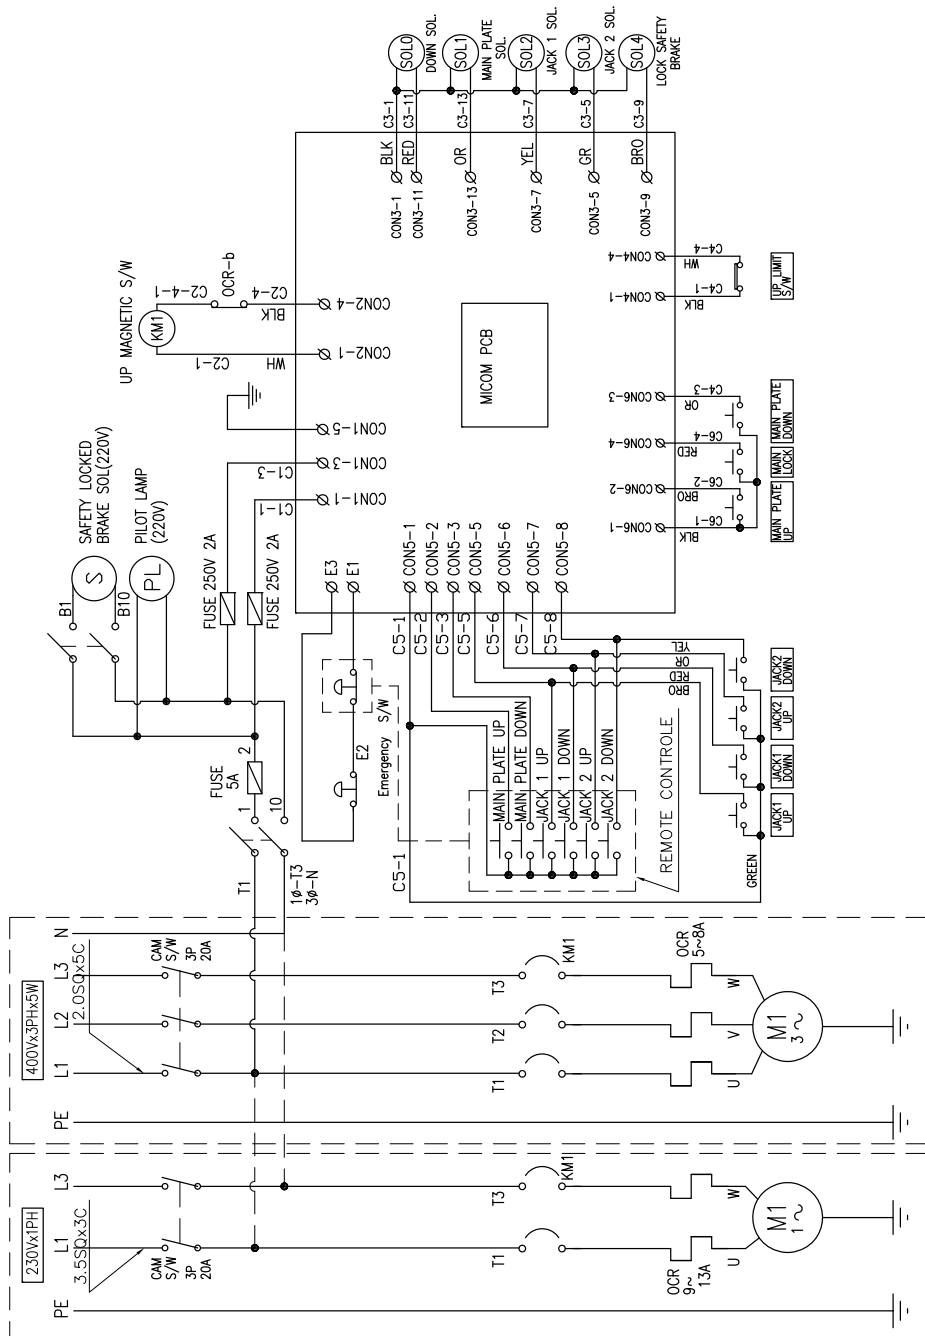 SOL0
DOWN SOL.
SOL1
MAIN PLATE
SOL.
SOL2
JACK 1 SOL.
SOL3
JACK 2 SOL.
SOL4
LOCK SAFETY
BRAKE
C3-1
C3-11
C3-13
C3-7
C3-5
C3-9
BLK
RED
OR
YEL
GR
BRO
CON3-1
CON3-11
CON3-13
CON3-7
CON3-5
CON3-9
UP MAGNETIC S/W
KM1
C2-4-1
OCR-b
C2-4
BLK
C2-1
WH
CON2-4
CON2-1
CON1-5
CON1-3
CON1-1
C1-3
C1-1
MICOM PCB
CON4-4
CON4-1
WH
C4-4
BLK
C4-1
UP LIMIT
S/W
CON6-3
CON6-4
CON6-2
CON6-1
OR
C4-3
RED
C6-4
BRO
C6-2
BLK
C6-1
MAIN PLATE
DOWN
MAIN
LOCK
MAIN PLATE
UP
SAFETY LOCKED
BRAKE SOL(220V)
PILOT LAMP
(220V)
S
PL
B1
B10
FUSE 250V 2A
FUSE 250V 2A
E3
E1
CON5-1
CON5-2
CON5-3
CON5-5
CON5-6
CON5-7
CON5-8
C5-1
C5-2
C5-3
C5-5
C5-6
C5-7
C5-8
YEL
OR
RED
BRO
Emergency S/W
E2
FUSE
5A
2
1
10
T1
1ø-T3
3ø-N
C5-1
MAIN PLATE UP
MAIN PLATE DOWN
JACK 1 UP
JACK 1 DOWN
JACK 2 UP
JACK 2 DOWN
REMOTE CONTROLE
GREEN
JACK2
DOWN
JACK2
UP
JACK1
DOWN
JACK1
UP
400Vx3PHx5W
2.0SQx5C
N
L3
L2
L1
PE
CAM
S/W
3P
20A
T3
T2
T1
KM1
OCR
5~8A
W
V
U
M1
3~
230Vx1PH
3.5SQx3C
L3
L1
PE
CAM
S/W
3P
20A
T3
T1
KM1
OCR
9~
13A
W
U
M1
1~